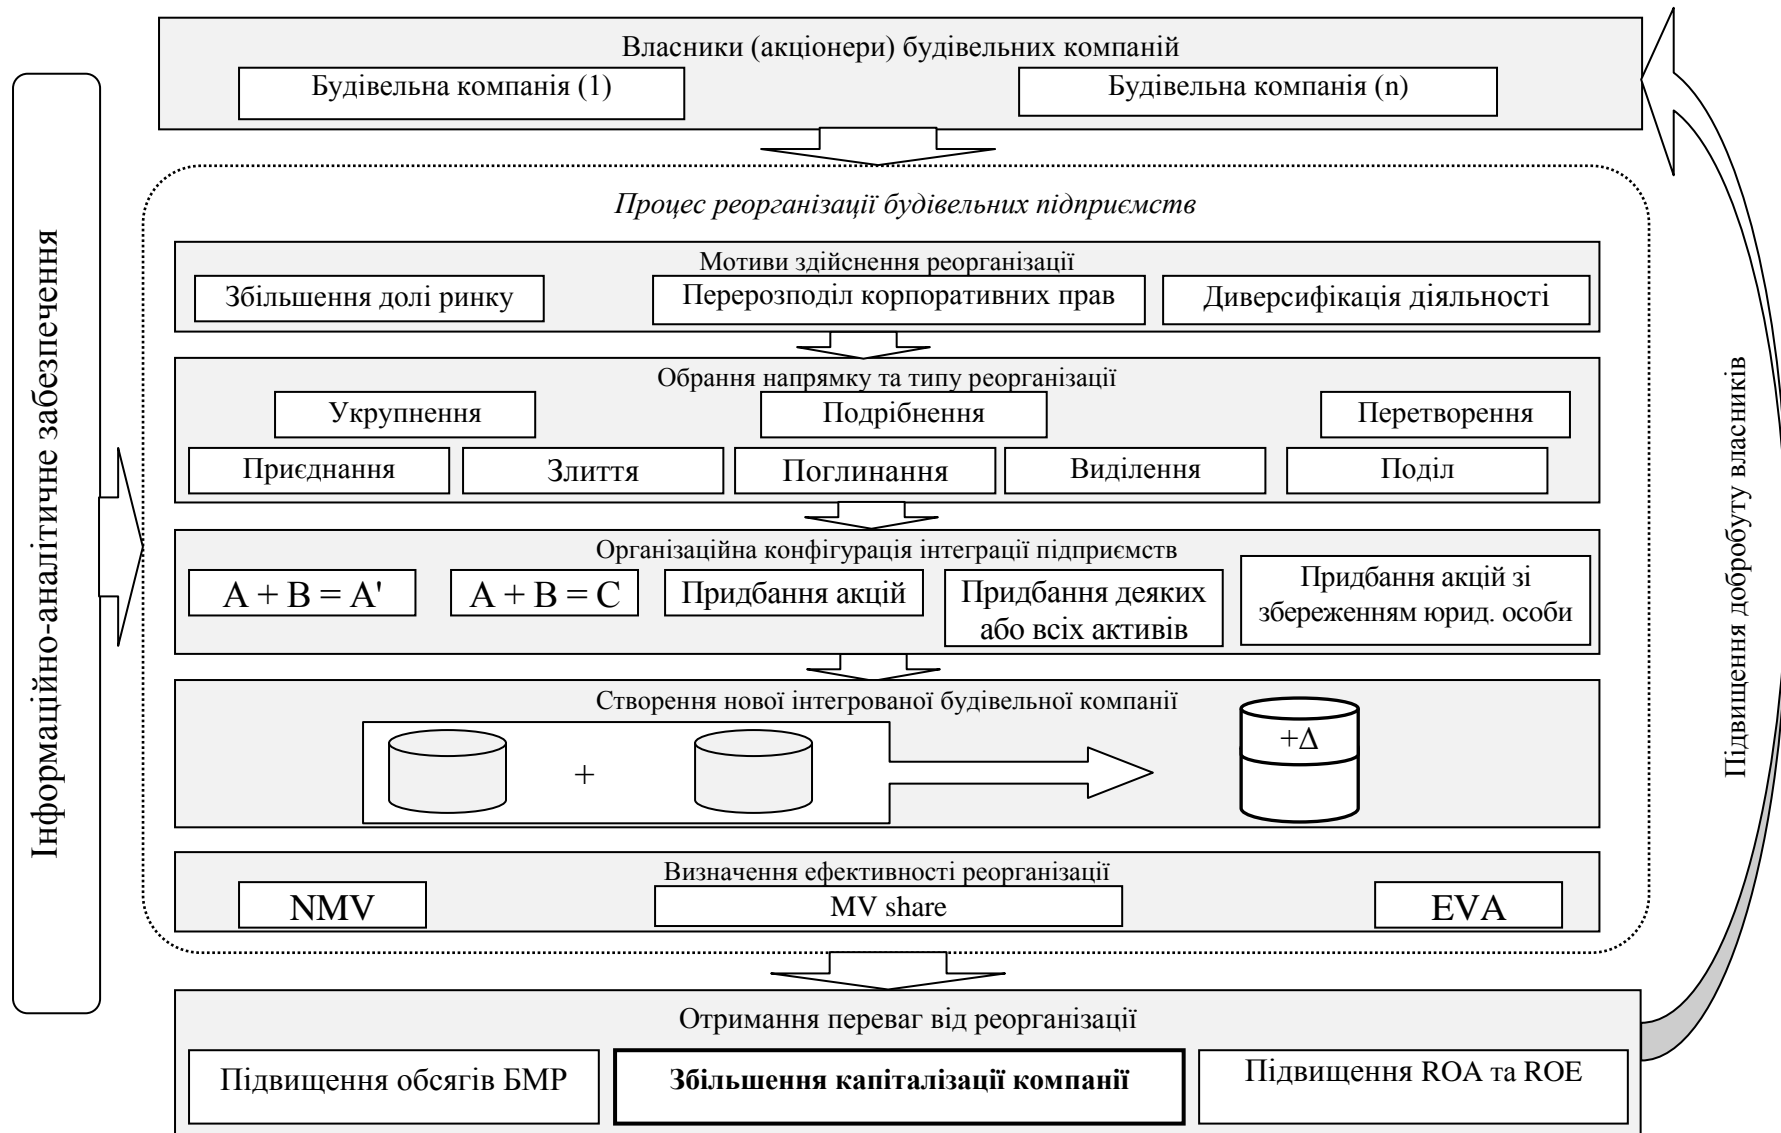 Власники (акціонери) будівельних компаній
Будівельна компанія (1)
Будівельна компанія (n)
Інформаційно-аналітичне забезпечення
Процес реорганізації будівельних підприємств
Мотиви здійснення реорганізації
Збільшення долі ринку
Перерозподіл корпоративних прав
Диверсифікація діяльності
Обрання напрямку та типу реорганізації
Укрупнення
Подрібнення
Перетворення
Приєднання
Злиття
Поглинання
Виділення
Поділ
Організаційна конфігурація інтеграції підприємств
A + B = A'
A + B = C
Придбання акцій
Придбання деяких
або всіх активів
Придбання акцій зі
збереженням юрид. особи
Створення нової інтегрованої будівельної компанії
+
+Δ
Визначення ефективності реорганізації
NMV
MV share
EVA
Підвищення добробуту власників
Отримання переваг від реорганізації
Підвищення обсягів БМР
Збільшення капіталізації компанії
Підвищення ROA та ROE